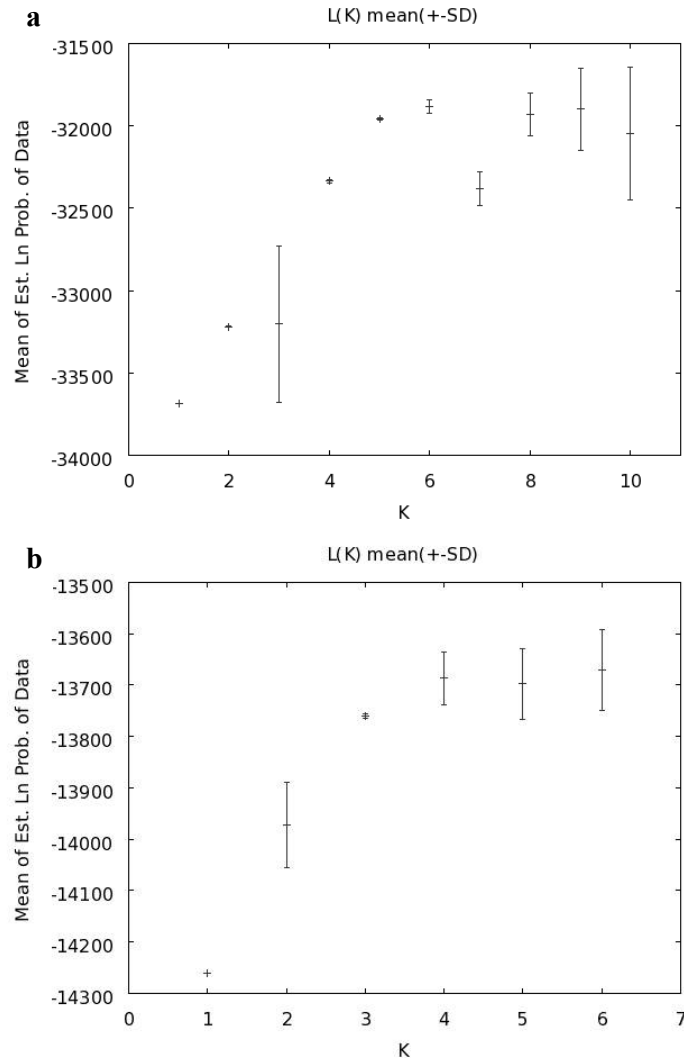 a
L(K) mean(+-SD)
-31500
-32000
-32500
-33000
-33500
-34000
Mean of Est. Ln Prob. of Data
0 2 4 6 8 10
K
b
L(K) mean(+-SD)
-13500
-13600
-13700
-13800
-13900
-14000
-14100
-14200
-14300
Mean of Est. Ln Prob. of Data
0 1 2 3 4 5 6 7
K